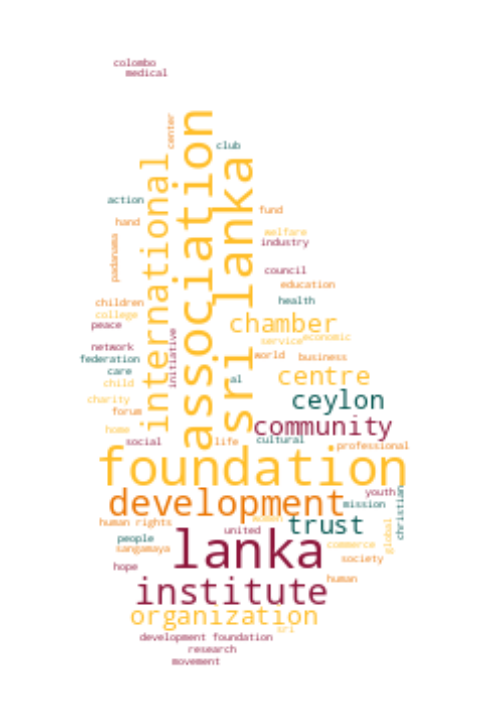 colombo
medical
center
association
club
international
sri lanka
action
fund
hand
welfare
padanama
industry
council
education
children
health
college
chamber
peace
initiative
service
economic
network
world
business
federation
care
al
centre
child
ceylon
charity
forum
community
home
social
life
cultural
professional
foundation
development
youth
mission
christian
women
human rights
trust
united
global
people
lanka
sangamaya
commerce
society
hope
human
institute
organization
sri
development foundation
research
movement